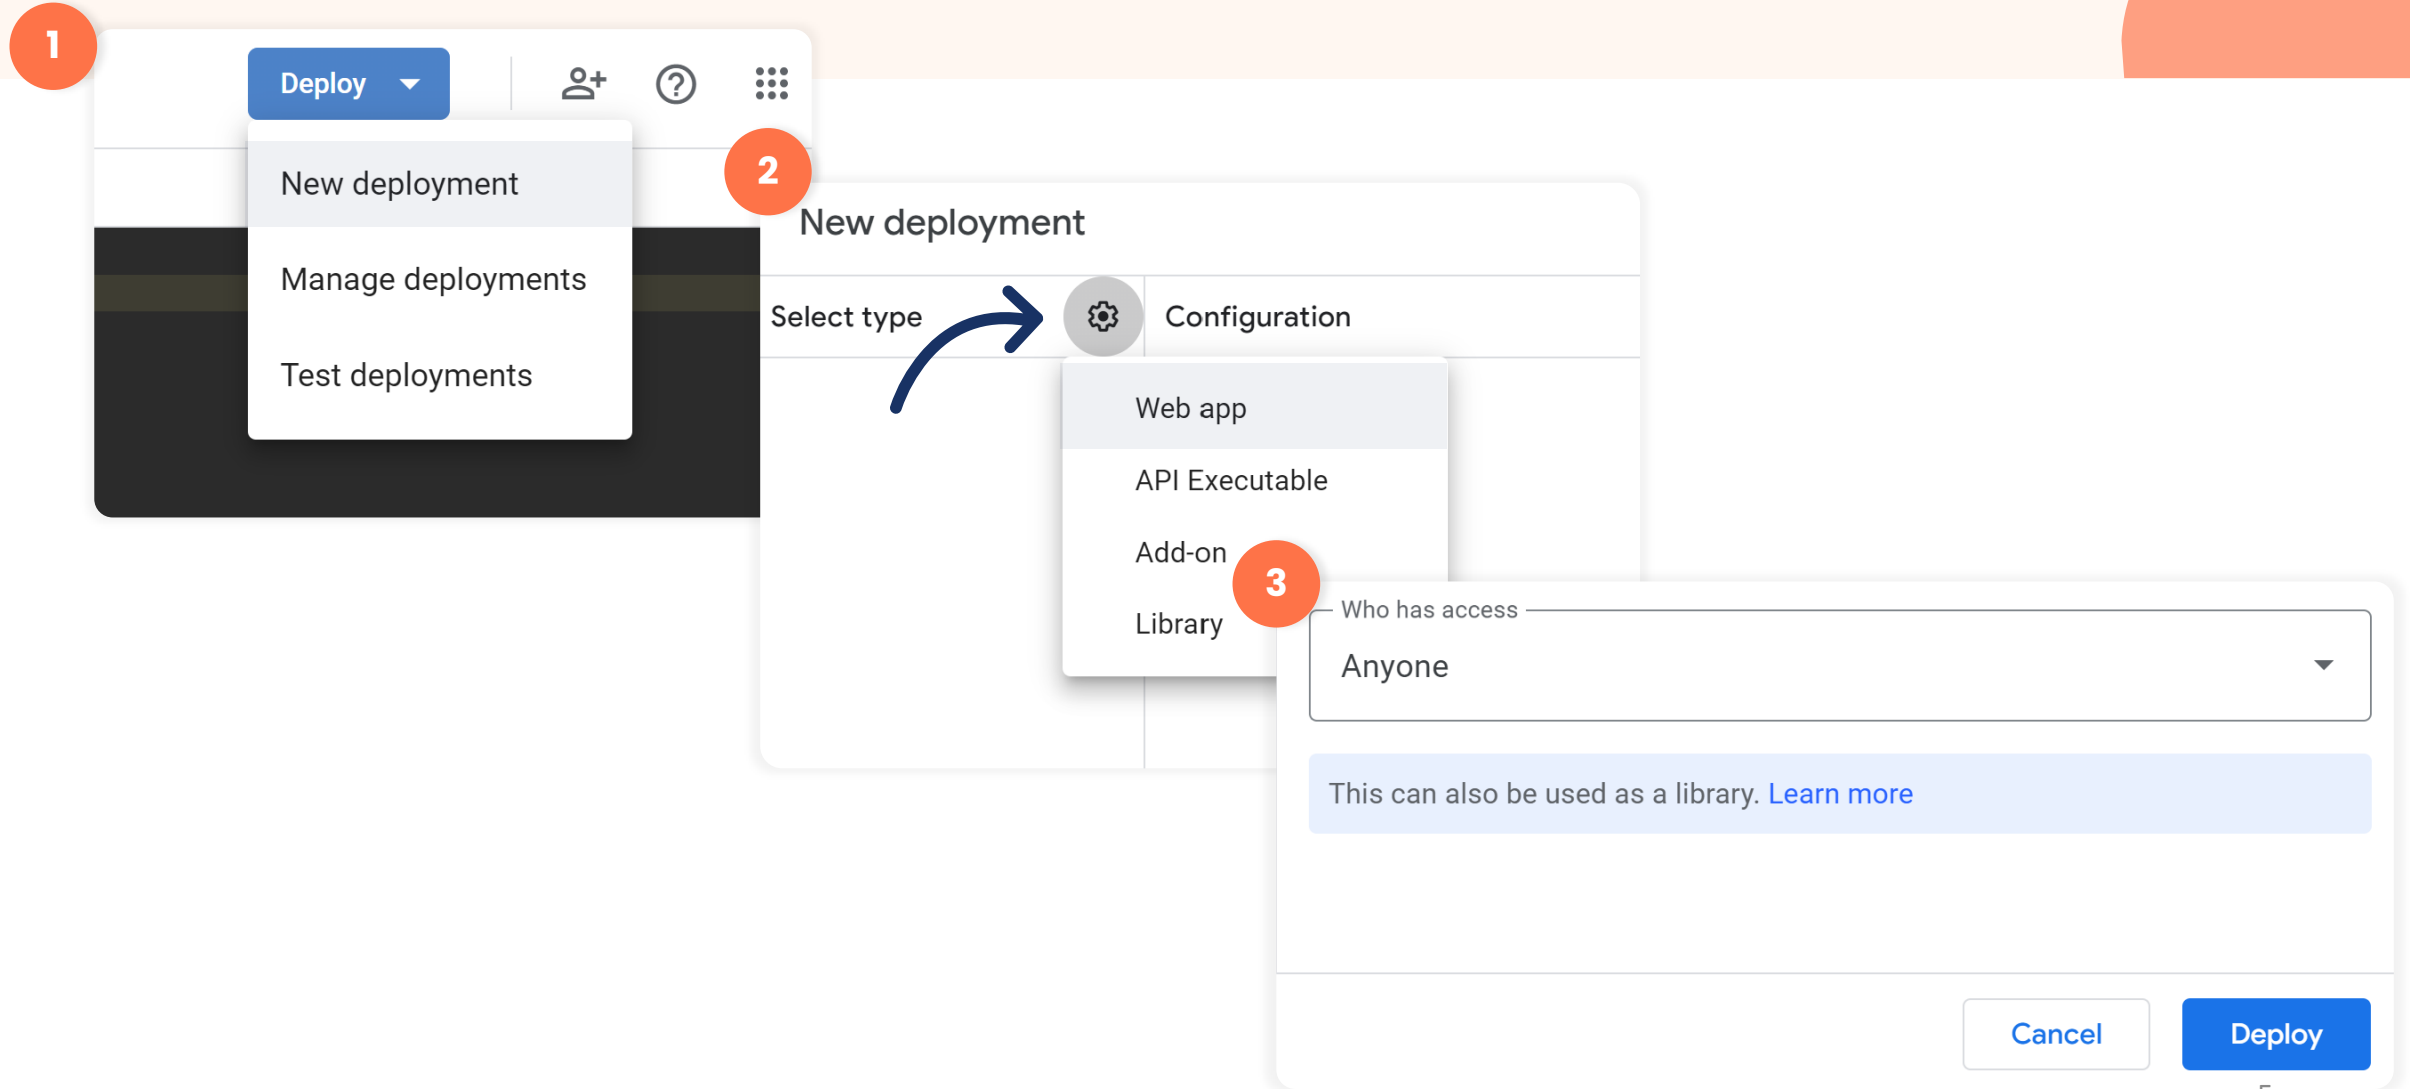 1
Deploy
New deployment
Manage deployments
Test deployments
2
New deployment
Select type
Configuration
Web app
API Executable
Add-on
Library
3
Who has access
Anyone
This can also be used as a library. Learn more
Cancel
Deploy